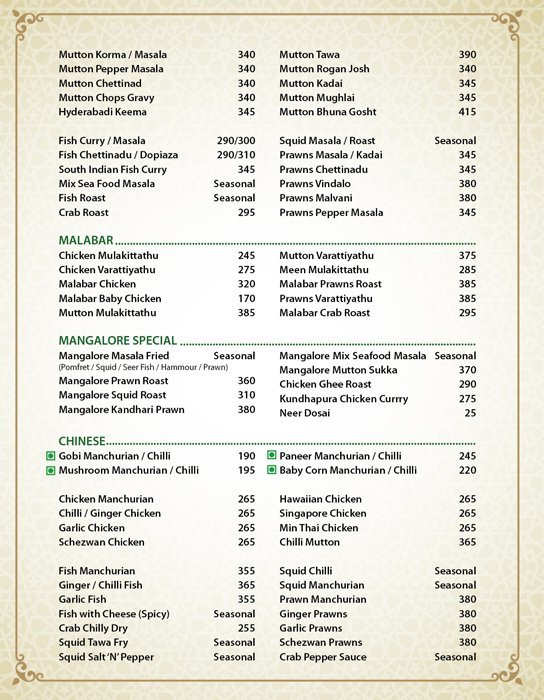 Mutton Korma / Masala 340
Mutton Pepper Masala 340
Mutton Chettinad 340
Mutton Chops Gravy 340
Hyderabadi Keema 345
Mutton Tawa 390
Mutton Rogan Josh 340
Mutton Kadai 345
Mutton Mughlai 345
Mutton Bhuna Gosht 415
Fish Curry / Masala 290/300
Fish Chettinadu / Dopiaza 290/310
South Indian Fish Curry 345
Mix Sea Food Masala Seasonal
Fish Roast Seasonal
Crab Roast 295
Squid Masala / Roast Seasonal
Prawns Masala / Kadai 345
Prawns Chettinadu 345
Prawns Vindalo 380
Prawns Malvani 380
Prawns Pepper Masala 345
MALABAR
Chicken Mulakittathu 245
Chicken Varattiyathu 275
Malabar Chicken 320
Malabar Baby Chicken 170
Mutton Mulakittathu 385
Mutton Varattiyathu 375
Meen Mulakittathu 285
Malabar Prawns Roast 385
Prawns Varattiyathu 385
Malabar Crab Roast 295
MANGALORE SPECIAL
Mangalore Masala Fried Seasonal
(Pomfret / Squid / Seer Fish / Hammour / Prawn)
Mangalore Prawn Roast 360
Mangalore Squid Roast 310
Mangalore Kandhari Prawn 380
Mangalore Mix Seafood Masala Seasonal
Mangalore Mutton Sukka 370
Chicken Ghee Roast 290
Kundhapura Chicken Currry 275
Neer Dosai 25
CHINESE
Gobi Manchurian / Chilli 190
Mushroom Manchurian / Chilli 195
Paneer Manchurian / Chilli 245
Baby Corn Manchurian / Chilli 220
Chicken Manchurian 265
Chilli / Ginger Chicken 265
Garlic Chicken 265
Schezwan Chicken 265
Hawaiian Chicken 265
Singapore Chicken 265
Min Thai Chicken 265
Chilli Mutton 365
Fish Manchurian 355
Ginger / Chilli Fish 365
Garlic Fish 355
Fish with Cheese (Spicy) Seasonal
Crab Chilly Dry 255
Squid Tawa Fry Seasonal
Squid Salt 'N' Pepper Seasonal
Squid Chilli Seasonal
Squid Manchurian Seasonal
Prawn Manchurian 380
Ginger Prawns 380
Garlic Prawns 380
Schezwan Prawns 380
Crab Pepper Sauce Seasonal